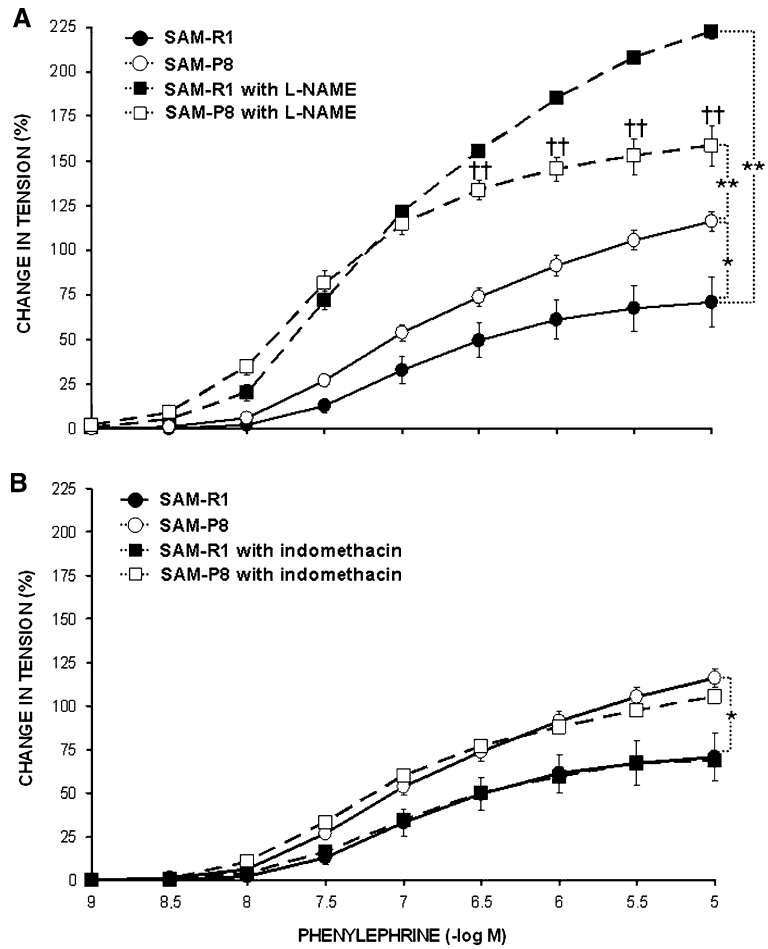 A
CHANGE IN TENSION (%)
225
200
175
150
125
100
75
50
25
0
SAM-R1
SAM-P8
SAM-R1 with L-NAME
SAM-P8 with L-NAME
††
††
††
††
**
**
*
B
CHANGE IN TENSION (%)
225
200
175
150
125
100
75
50
25
0
SAM-R1
SAM-P8
SAM-R1 with indomethacin
SAM-P8 with indomethacin
*
9 8.5 8 7.5 7 6.5 6 5.5 5
PHENYLEPHRINE (-log M)